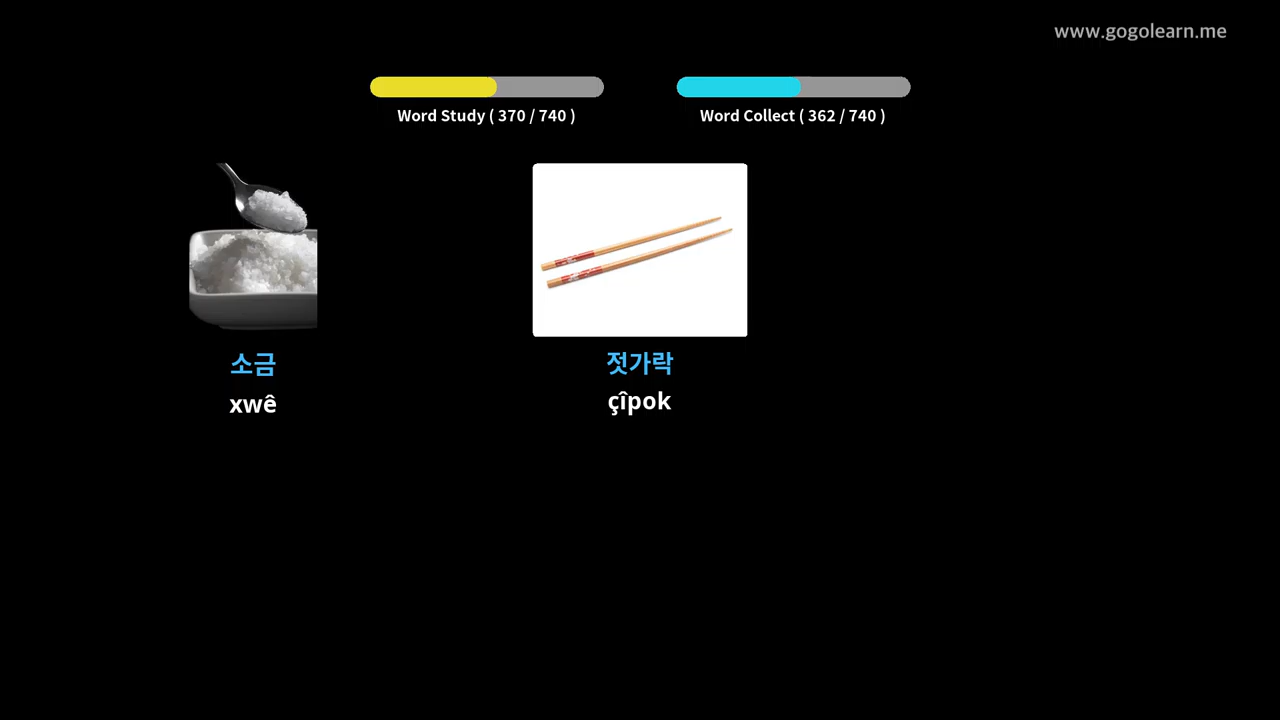 www.gogolearn.me
Word Study ( 370 / 740 )
Word Collect ( 362 / 740 )
소금
xwê
젓가락
çîpok